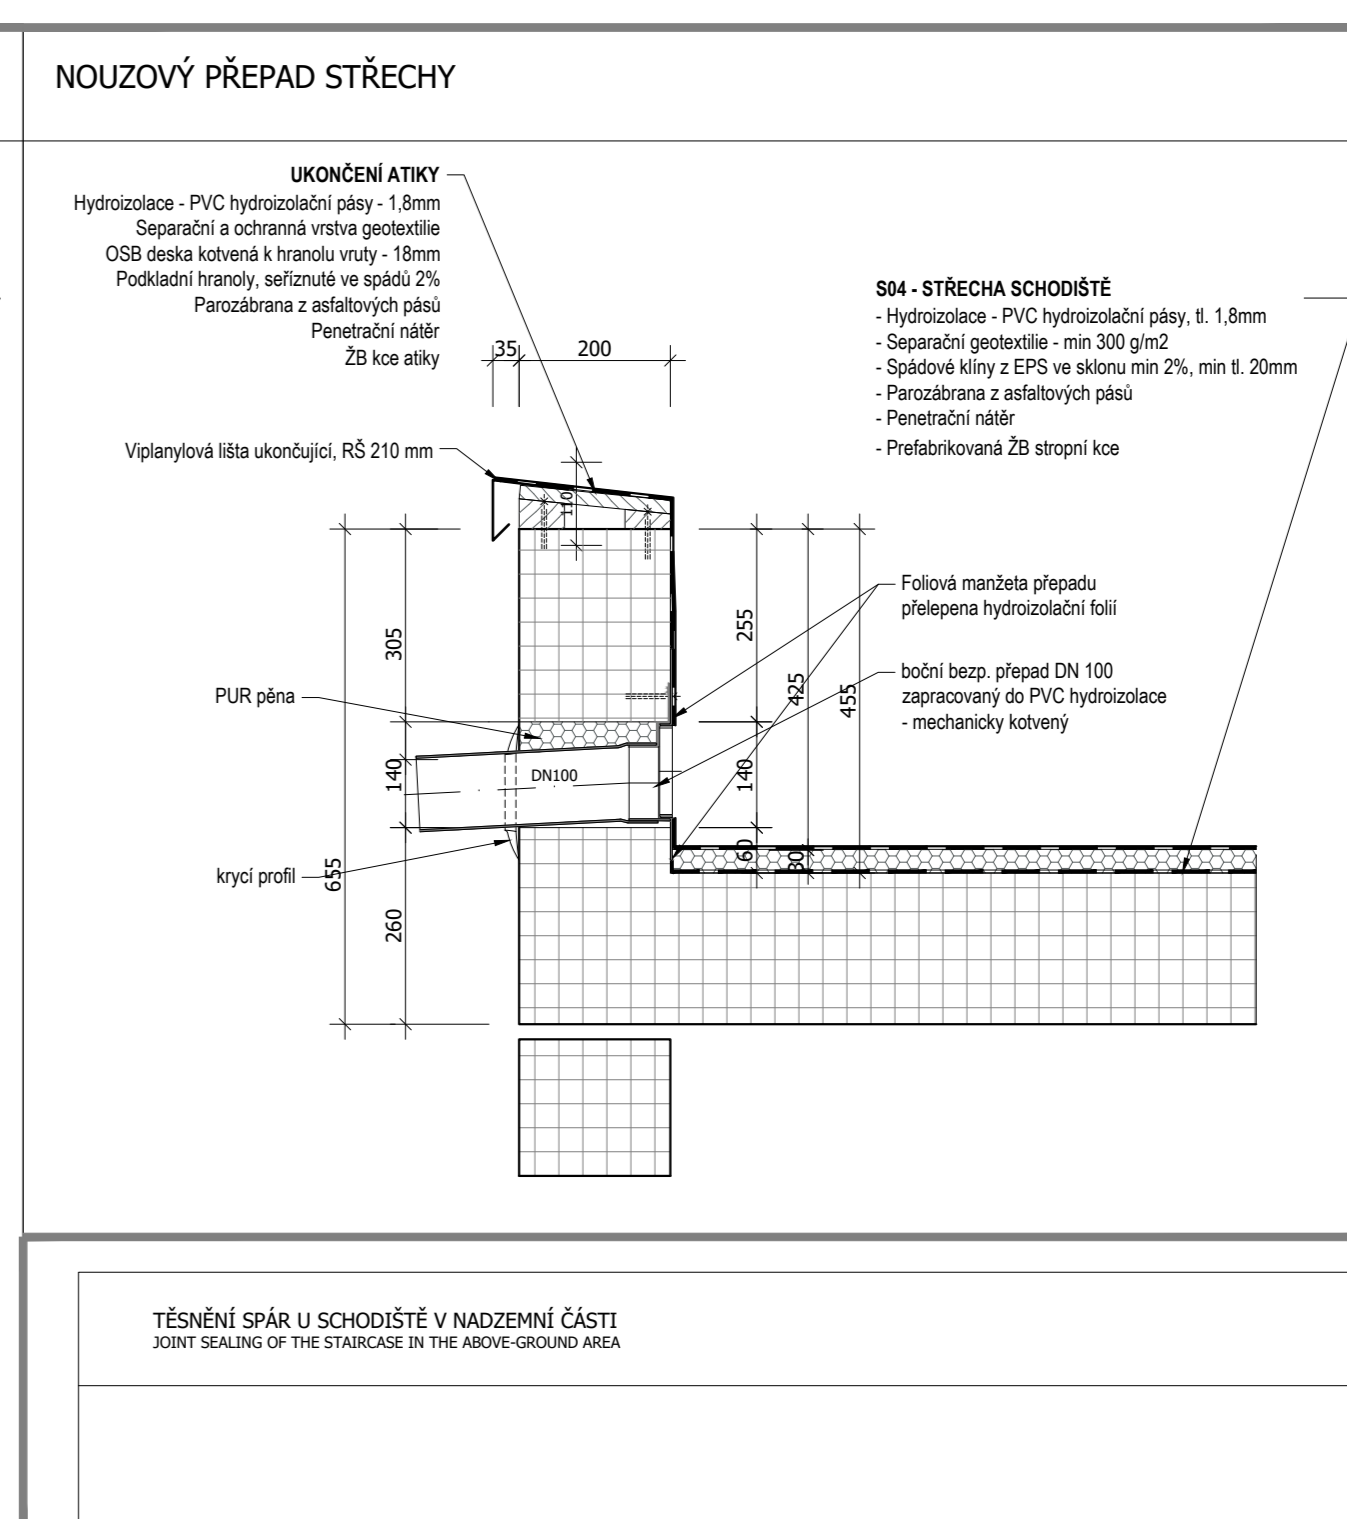 NOUZOVÝ PŘEPAD STŘECHY
UKONČENÍ ATIKY
Hydroizolace - PVC hydroizolační pásy - 1,8mm
Separační a ochranná vrstva geotextilie
OSB deska kotvená k hranolu vruty - 18mm
Podkladní hranoly, seříznuté ve spádů 2%
Parozábrana z asfaltových pásů
Penetrační nátěr
ŽB kce atiky
S04 - STŘECHA SCHODIŠTĚ
- Hydroizolace - PVC hydroizolační pásy, tl. 1,8mm
- Separační geotextilie - min 300 g/m2
- Spádové klíny z EPS ve sklonu min 2%, min tl. 20mm
- Parozábrana z asfaltových pásů
- Penetrační nátěr
- Prefabrikovaná ŽB stropní kce
35
200
Viplanylová lišta ukončující, RŠ 210 mm
110
Foliová manžeta přepadu
přelepena hydroizolační folií
305
255
425
455
boční bezp. přepad DN 100
zapracovaný do PVC hydroizolace
- mechanicky kotvený
PUR pěna
DN100
140
140
60
30
krycí profil
655
260
TĚSNĚNÍ SPÁR U SCHODIŠTĚ V NADZEMNÍ ČÁSTI
JOINT SEALING OF THE STAIRCASE IN THE ABOVE-GROUND AREA